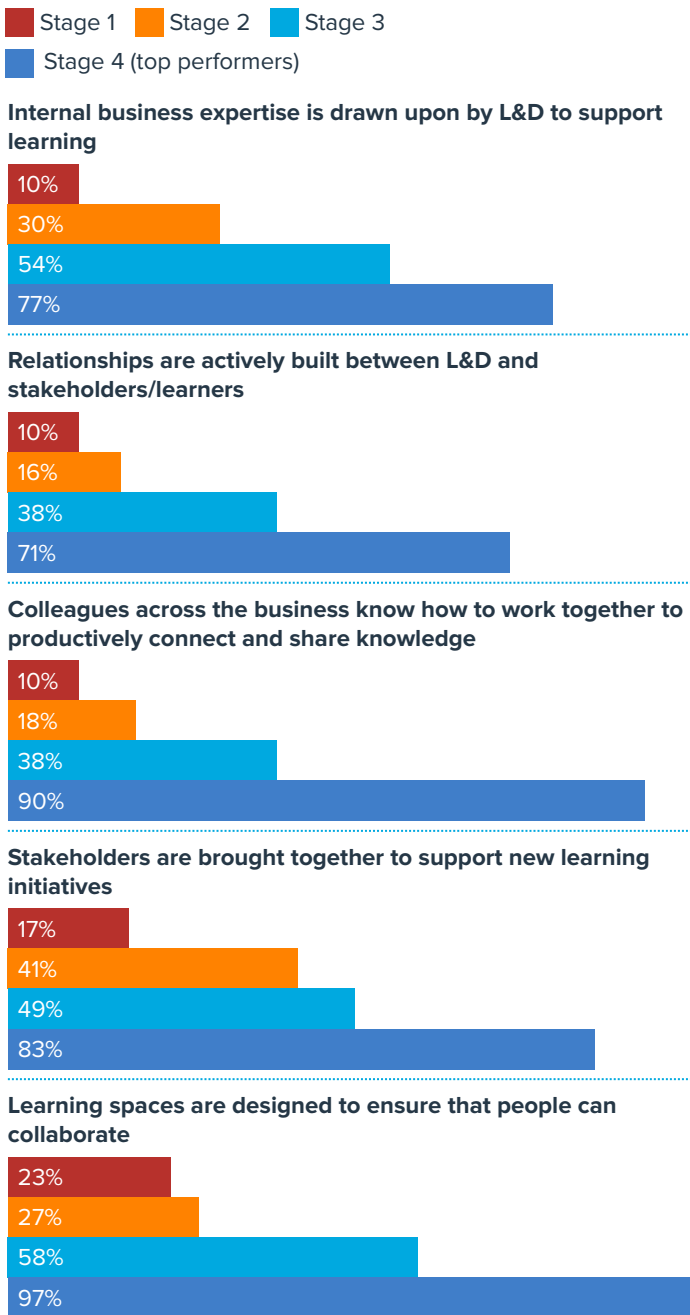 Stage 1 Stage 2 Stage 3
Stage 4 (top performers)
Internal business expertise is drawn upon by L&D to support
learning
10%
30%
54%
77%
Relationships are actively built between L&D and
stakeholders/learners
10%
16%
38%
71%
Colleagues across the business know how to work together to
productively connect and share knowledge
10%
18%
38%
90%
Stakeholders are brought together to support new learning
initiatives
17%
41%
49%
83%
Learning spaces are designed to ensure that people can
collaborate
23%
27%
58%
97%